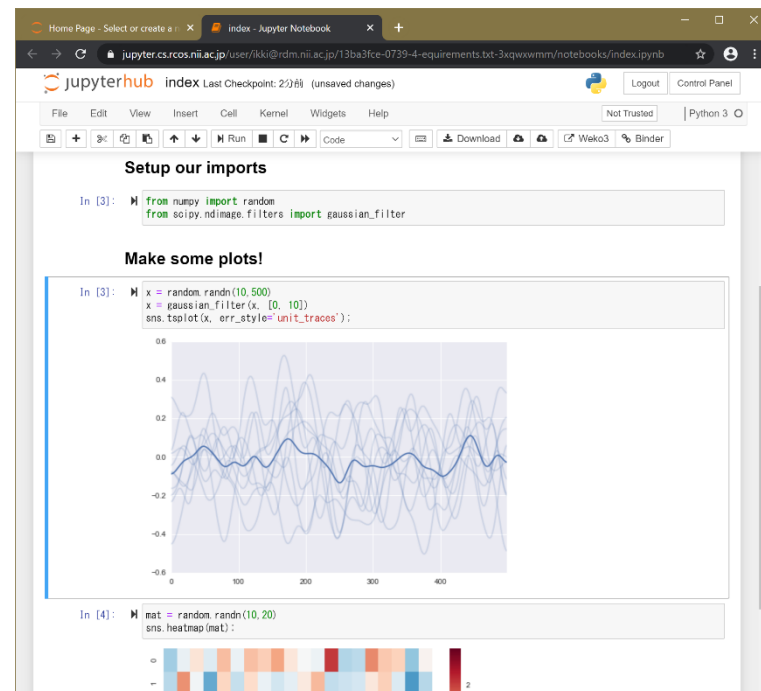 Home Page - Select or create a n
index - Jupyter Notebook
jupyter.cs.rcos.nii.ac.jp/user/ikki@rdm.nii.ac.jp/13ba3fce-0739-4-equirements.txt-3xqwxwmm/notebooks/index.ipynb
jupyterhub index Last Checkpoint: 2分前 (unsaved changes)
Logout Control Panel
File Edit View Insert Cell Kernel Widgets Help
Not Trusted Python 3
Run Code Download Weko3 Binder
Setup our imports
In [3]: from numpy import random
from scipy.ndimage.filters import gaussian_filter
Make some plots!
In [3]: x = random.randn(10,500)
x = gaussian_filter(x, [0, 10])
sns.tsplot(x, err_style='unit_traces');
0.6
0.4
0.2
0.0
−0.2
−0.4
−0.6
0 100 200 300 400
In [4]: mat = random.randn(10,20)
sns.heatmap(mat);
0
1
2